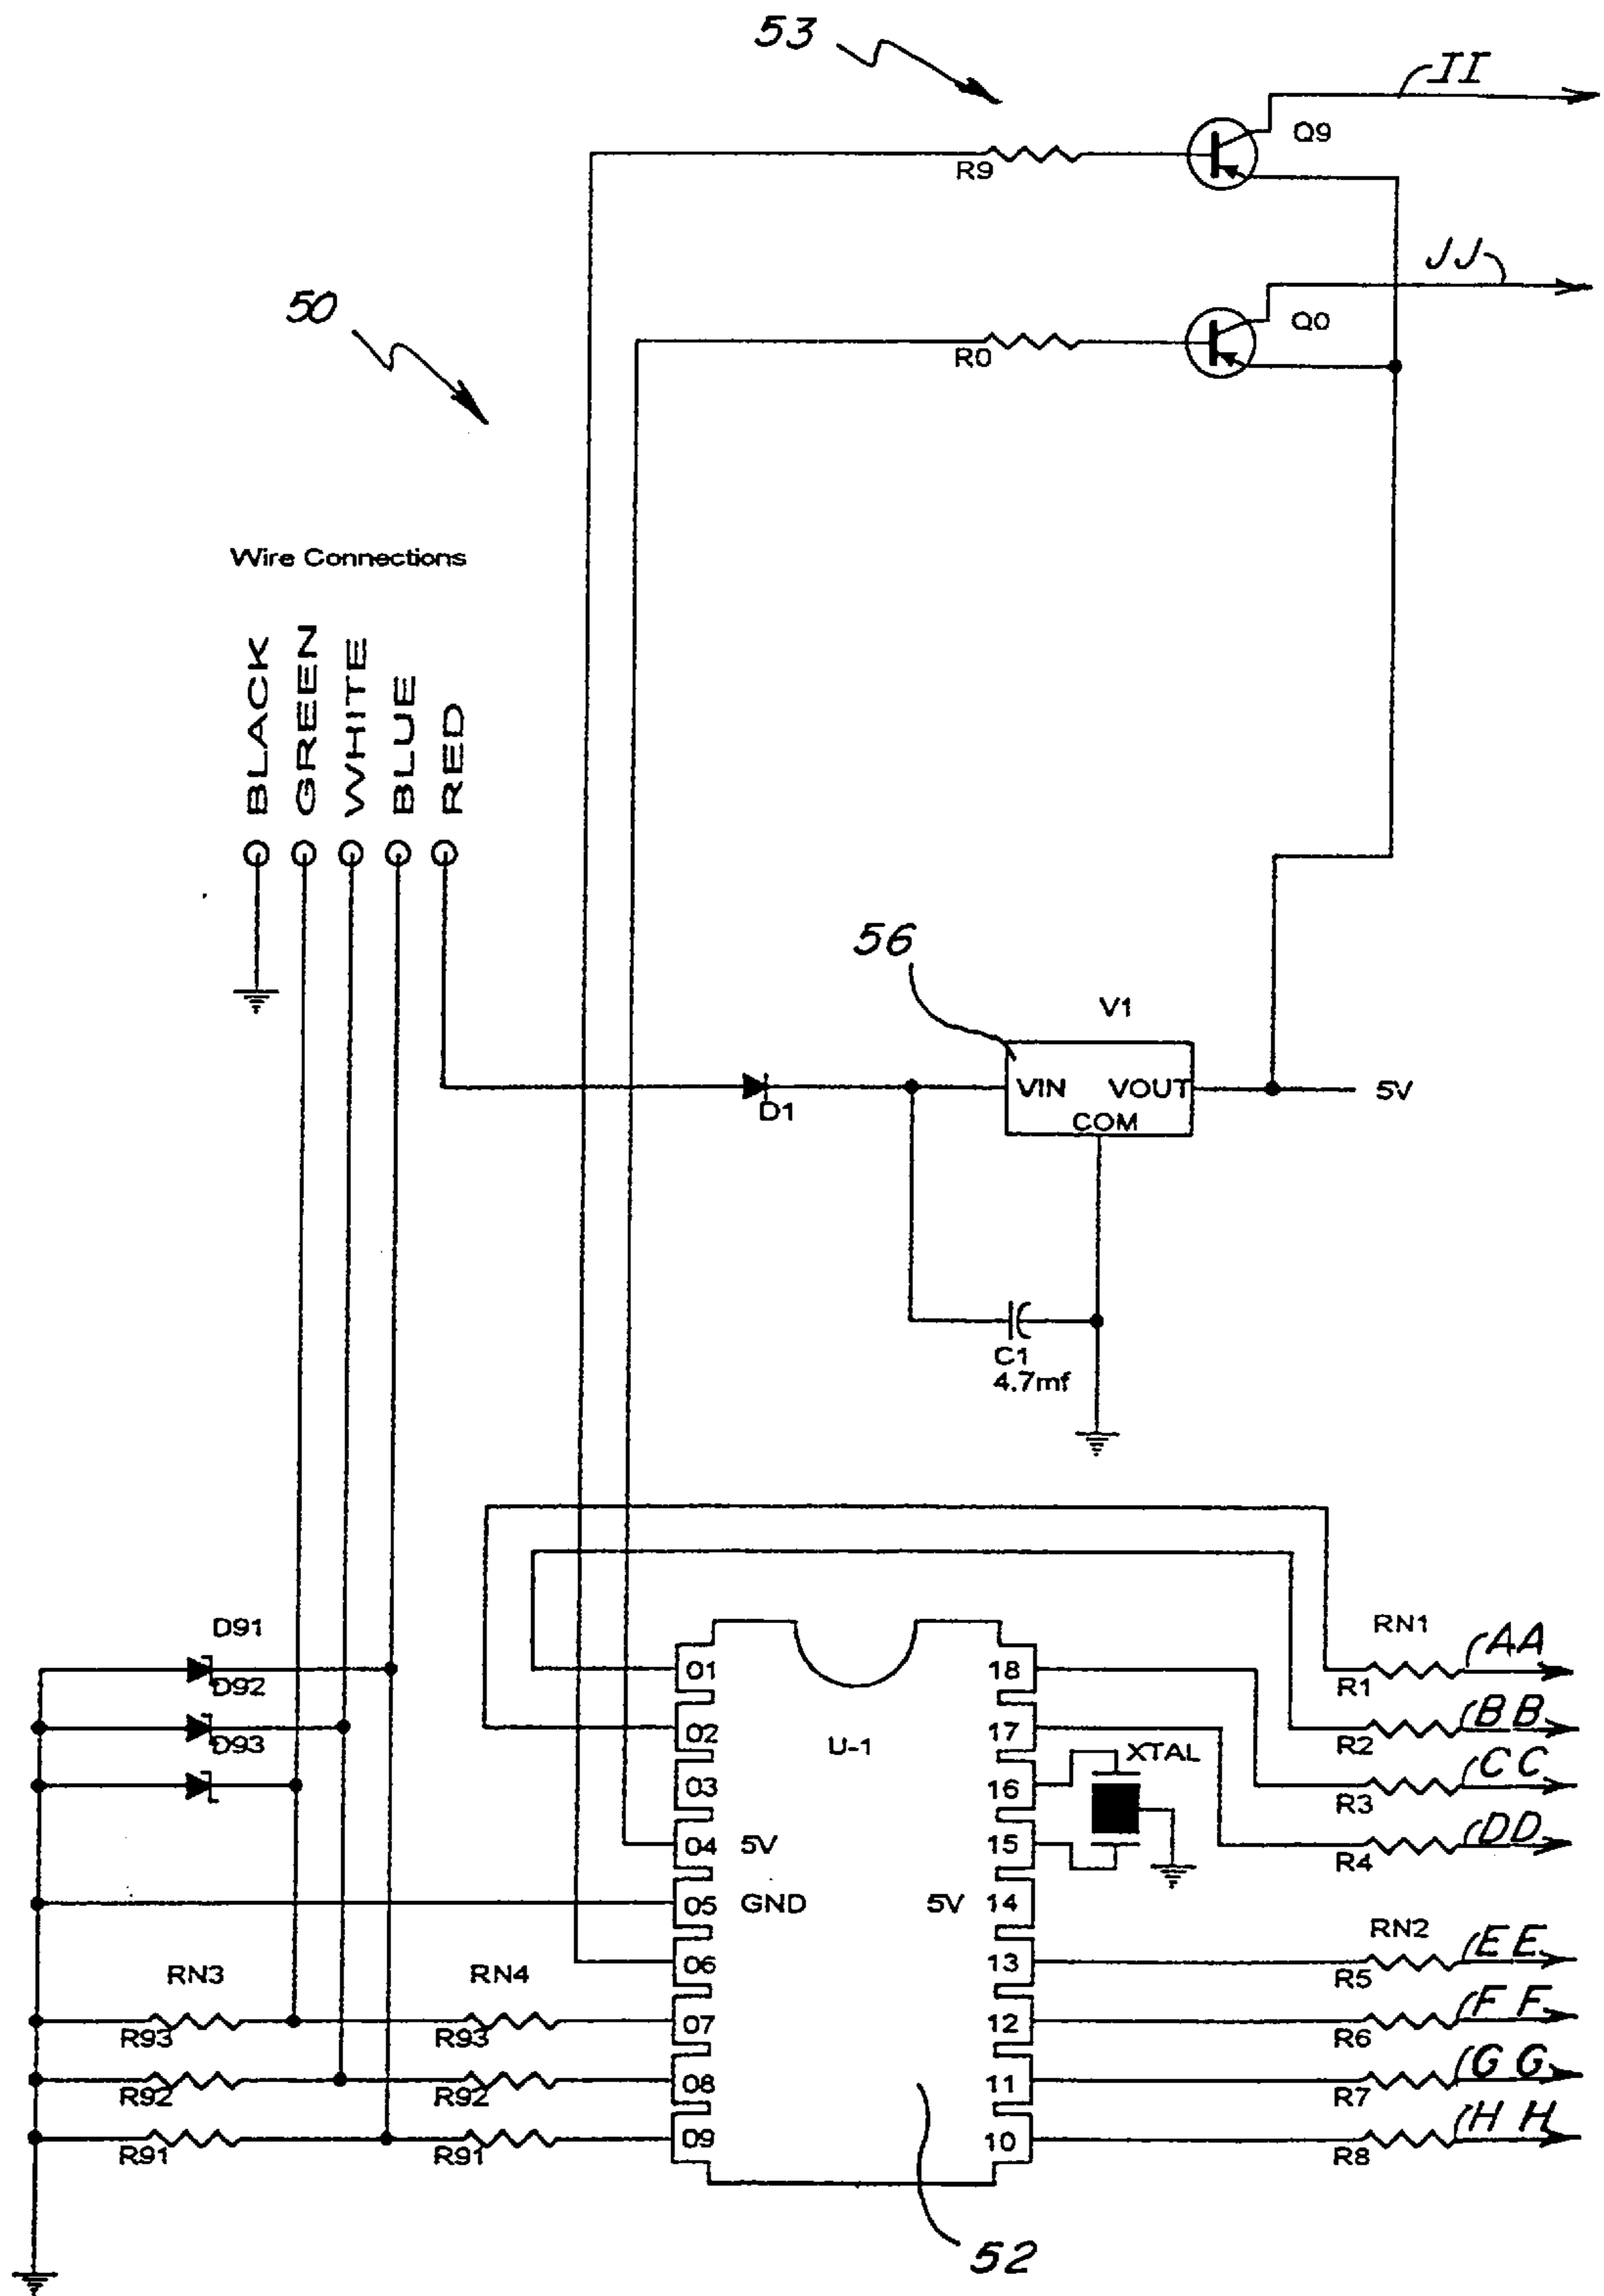 53
II
Q9
R9
JJ
50
Q0
R0
Wire Connections
BLACK
GREEN
WHITE
BLUE
RED
56
V1
VIN VOUT
5V
D1
COM
C1
4.7mf
D91
RN1
AA
01
18
D92
R1
BB
02
17
U-1
R2
D93
XTAL
CC
03
16
R3
DD
04
5V
15
R4
05
GND
5V
14
RN2
EE
06
13
RN3
RN4
R5
FF
07
12
R93
R93
R6
GG
08
11
R92
R92
R7
HH
09
10
R91
R91
R8
52